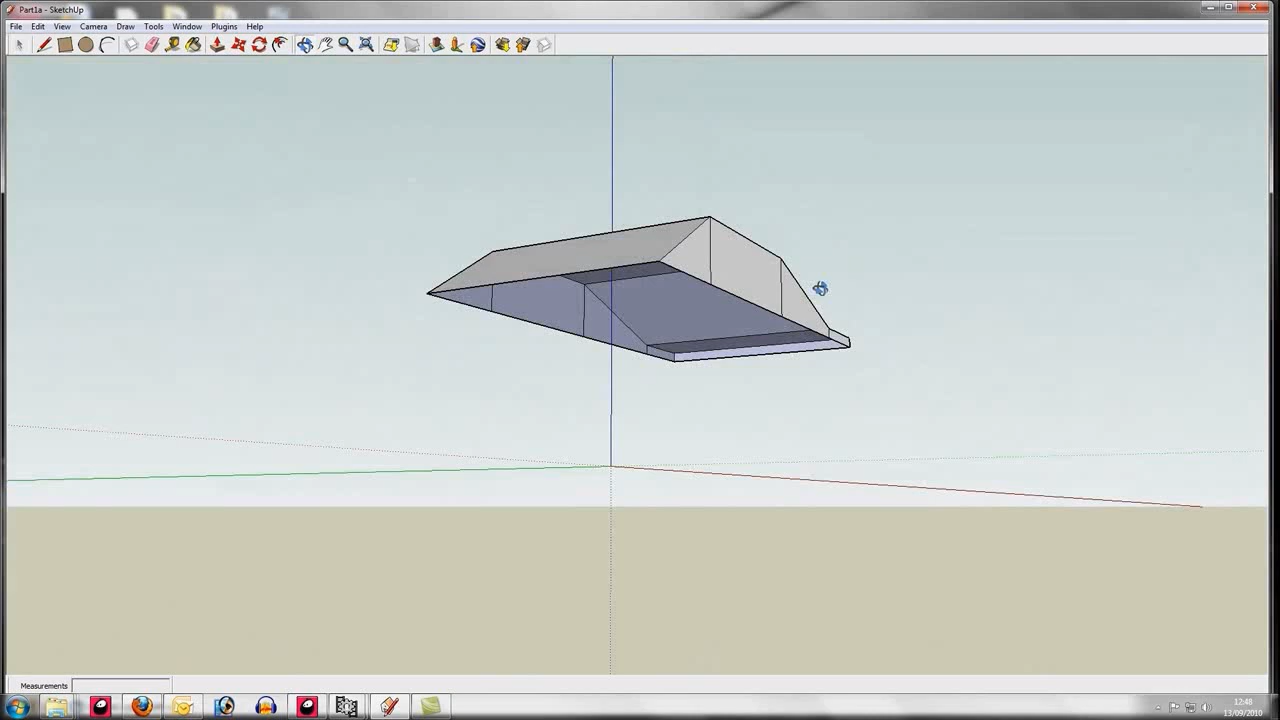 Part1a - SketchUp
File Edit View Camera Draw Tools Window Plugins Help
Measurements
12:48
13/09/2010